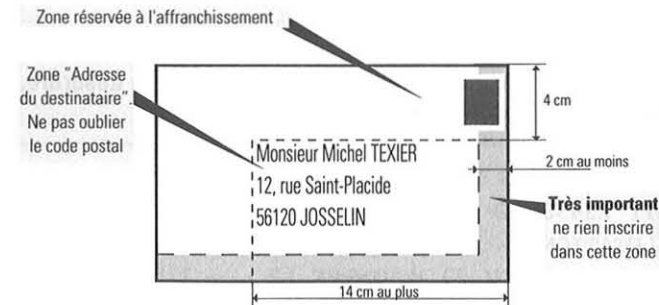 Zone réservée à l'affranchissement
Zone "Adresse
du destinataire".
Ne pas oublier
le code postal
4 cm
Monsieur Michel TEXIER
12, rue Saint-Placide
56120 JOSSELIN
2 cm au moins
Très important
ne rien inscrire
dans cette zone
14 cm au plus